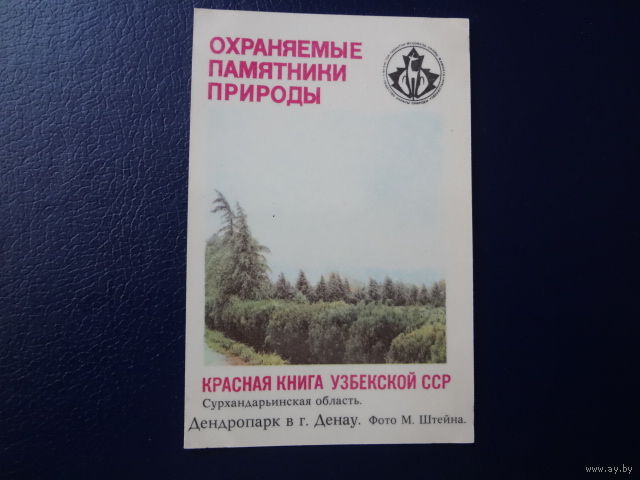 ОХРАНЯЕМЫЕ
ПАМЯТНИКИ
ПРИРОДЫ
КРАСНАЯ КНИГА УЗБЕКСКОЙ ССР
Сурхандарьинская область.
Дендропарк в г. Денау. Фото М. Штейна.
www.ay.by